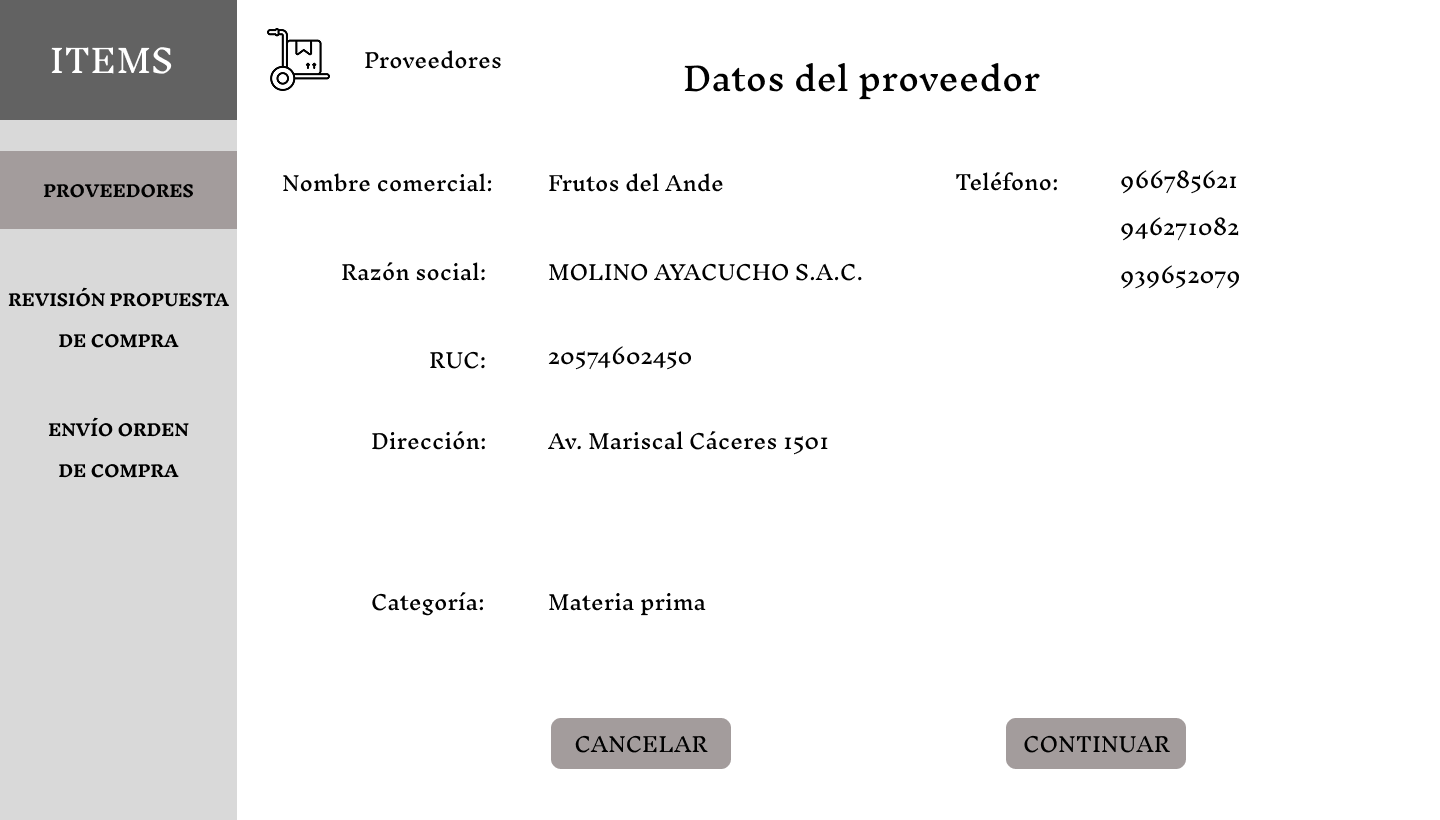 ITEMS
PROVEEDORES
REVISIÓN PROPUESTA
DE COMPRA
ENVÍO ORDEN
DE COMPRA
Proveedores
Datos del proveedor
Nombre comercial: Frutos del Ande
Razón social: MOLINO AYACUCHO S.A.C.
RUC: 20574602450
Dirección: Av. Mariscal Cáceres 1501
Categoría: Materia prima
Teléfono: 966785621
946271082
939652079
CANCELAR
CONTINUAR